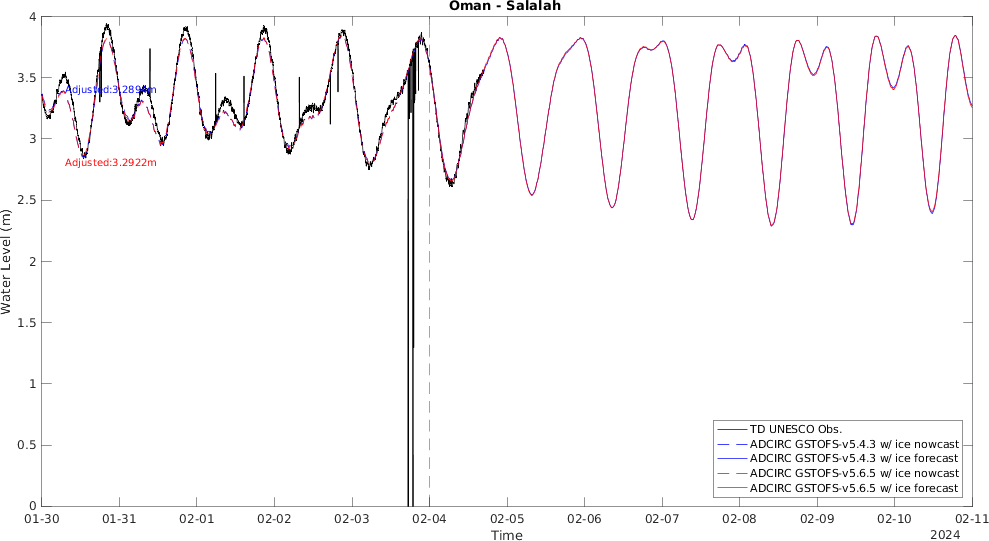 Oman - Salalah
Water Level (m)
4
3.5
3
2.5
2
1.5
1
0.5
0
Adjusted:3.2894m
Adjusted:3.2922m
TD UNESCO Obs.
ADCIRC GSTOFS-v5.4.3 w/ ice nowcast
ADCIRC GSTOFS-v5.4.3 w/ ice forecast
ADCIRC GSTOFS-v5.6.5 w/ ice nowcast
ADCIRC GSTOFS-v5.6.5 w/ ice forecast
01-30 01-31 02-01 02-02 02-03 02-04 02-05 02-06 02-07 02-08 02-09 02-10 02-11
Time
2024